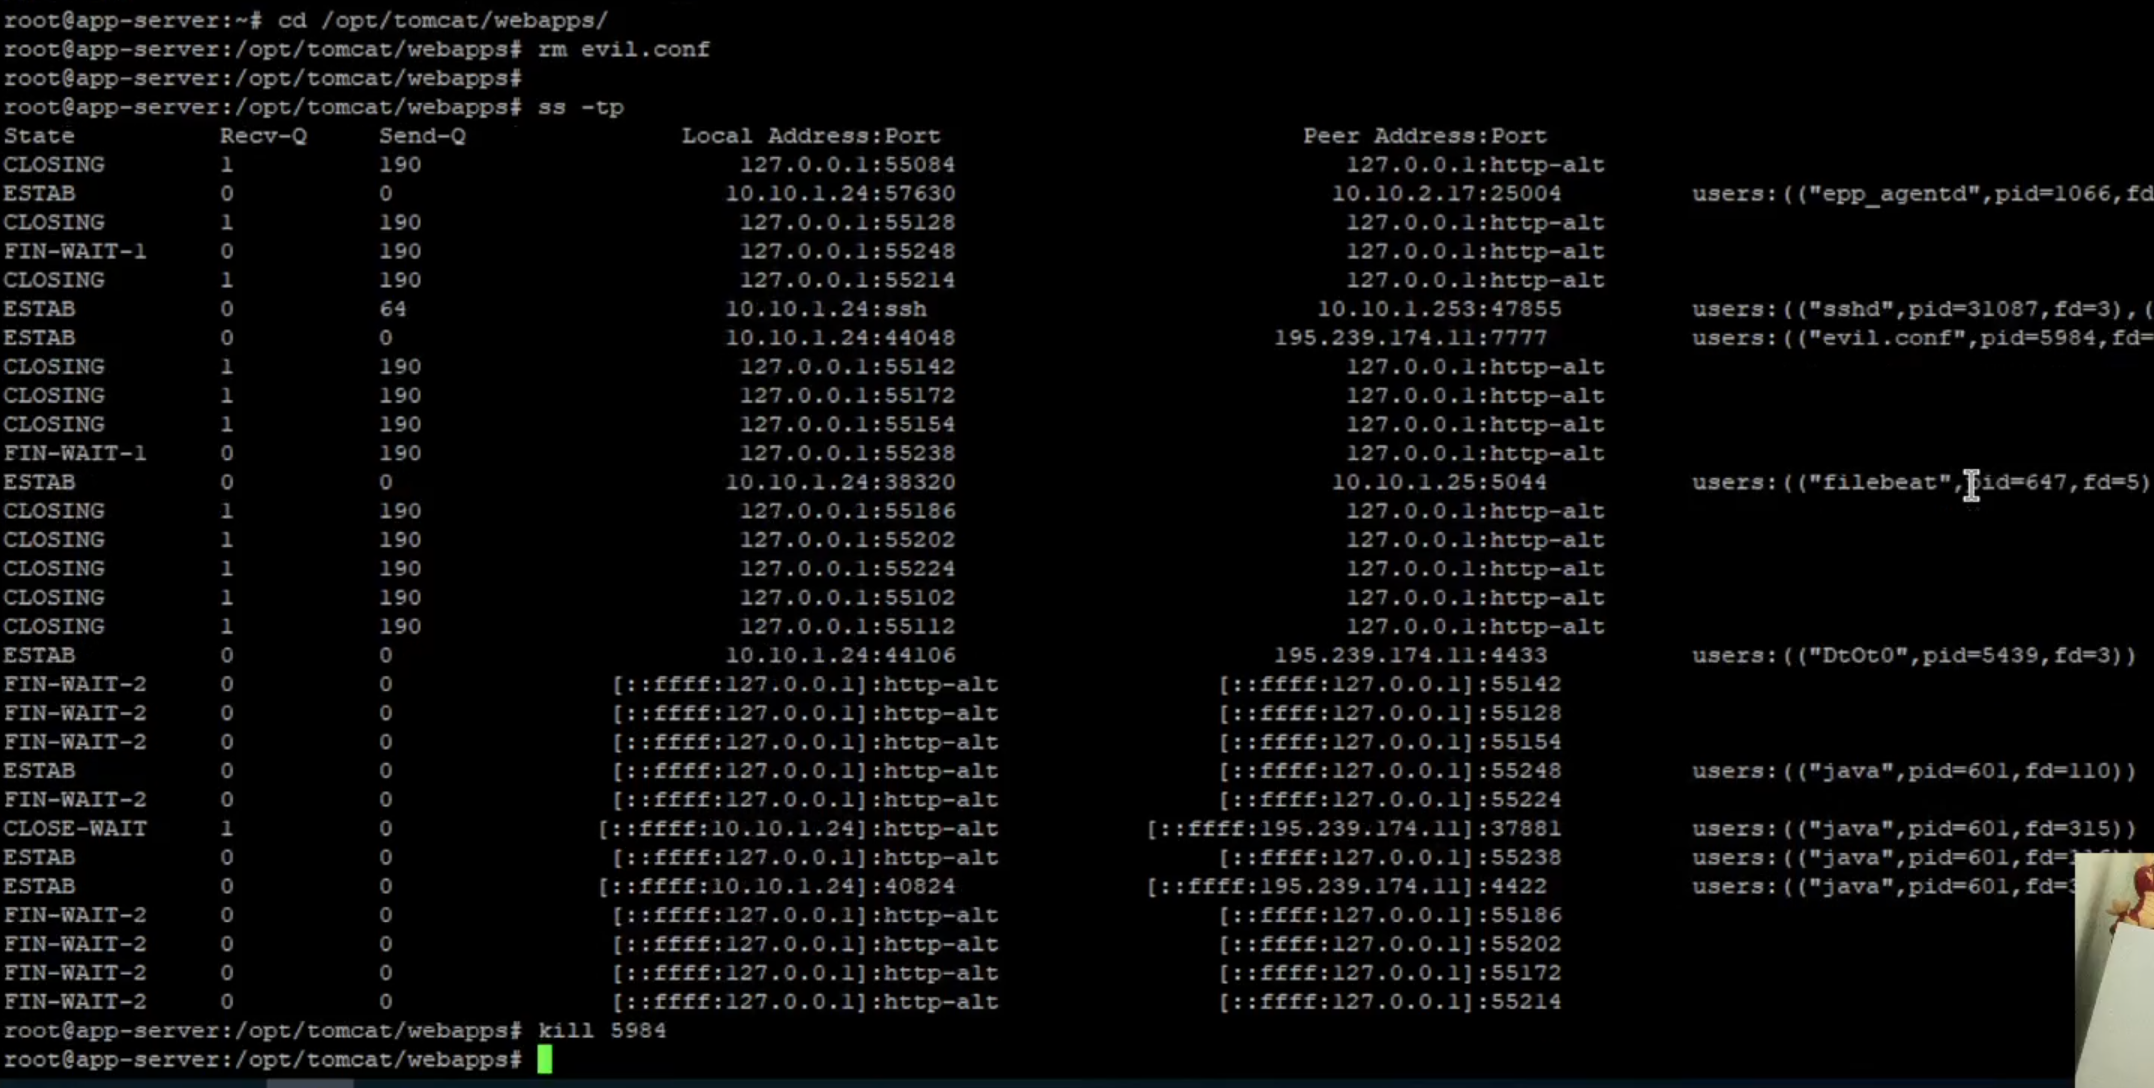 root@app-server:~# cd /opt/tomcat/webapps/
root@app-server:/opt/tomcat/webapps# rm evil.conf
root@app-server:/opt/tomcat/webapps#
root@app-server:/opt/tomcat/webapps# ss -tp
State Recv-Q Send-Q Local Address:Port Peer Address:Port
CLOSING 1 190 127.0.0.1:55084 127.0.0.1:http-alt
ESTAB 0 0 10.10.1.24:57630 10.10.2.17:25004 users:(("epp_agentd",pid=1066,fd
CLOSING 1 190 127.0.0.1:55128 127.0.0.1:http-alt
FIN-WAIT-1 0 190 127.0.0.1:55248 127.0.0.1:http-alt
CLOSING 1 190 127.0.0.1:55214 127.0.0.1:http-alt
ESTAB 0 64 10.10.1.24:ssh 10.10.1.253:47855 users:(("sshd",pid=31087,fd=3),(
ESTAB 0 0 10.10.1.24:44048 195.239.174.11:7777 users:(("evil.conf",pid=5984,fd=
CLOSING 1 190 127.0.0.1:55142 127.0.0.1:http-alt
CLOSING 1 190 127.0.0.1:55172 127.0.0.1:http-alt
CLOSING 1 190 127.0.0.1:55154 127.0.0.1:http-alt
FIN-WAIT-1 0 190 127.0.0.1:55238 127.0.0.1:http-alt
ESTAB 0 0 10.10.1.24:38320 10.10.1.25:5044 users:(("filebeat",pid=647,fd=5)
CLOSING 1 190 127.0.0.1:55186 127.0.0.1:http-alt
CLOSING 1 190 127.0.0.1:55202 127.0.0.1:http-alt
CLOSING 1 190 127.0.0.1:55224 127.0.0.1:http-alt
CLOSING 1 190 127.0.0.1:55102 127.0.0.1:http-alt
CLOSING 1 190 127.0.0.1:55112 127.0.0.1:http-alt
ESTAB 0 0 10.10.1.24:44106 195.239.174.11:4433 users:(("DtOt0",pid=5439,fd=3))
FIN-WAIT-2 0 0 [::ffff:127.0.0.1]:http-alt [::ffff:127.0.0.1]:55142
FIN-WAIT-2 0 0 [::ffff:127.0.0.1]:http-alt [::ffff:127.0.0.1]:55128
FIN-WAIT-2 0 0 [::ffff:127.0.0.1]:http-alt [::ffff:127.0.0.1]:55154
ESTAB 0 0 [::ffff:127.0.0.1]:http-alt [::ffff:127.0.0.1]:55248 users:(("java",pid=601,fd=110))
FIN-WAIT-2 0 0 [::ffff:127.0.0.1]:http-alt [::ffff:127.0.0.1]:55224
CLOSE-WAIT 1 0 [::ffff:10.10.1.24]:http-alt [::ffff:195.239.174.11]:37881 users:(("java",pid=601,fd=315))
ESTAB 0 0 [::ffff:127.0.0.1]:http-alt [::ffff:127.0.0.1]:55238 users:(("java",pid=601,
ESTAB 0 0 [::ffff:10.10.1.24]:40824 [::ffff:195.239.174.11]:4422 users:(("java",pid=601,
FIN-WAIT-2 0 0 [::ffff:127.0.0.1]:http-alt [::ffff:127.0.0.1]:55186
FIN-WAIT-2 0 0 [::ffff:127.0.0.1]:http-alt [::ffff:127.0.0.1]:55202
FIN-WAIT-2 0 0 [::ffff:127.0.0.1]:http-alt [::ffff:127.0.0.1]:55172
FIN-WAIT-2 0 0 [::ffff:127.0.0.1]:http-alt [::ffff:127.0.0.1]:55214
root@app-server:/opt/tomcat/webapps# kill 5984
root@app-server:/opt/tomcat/webapps#